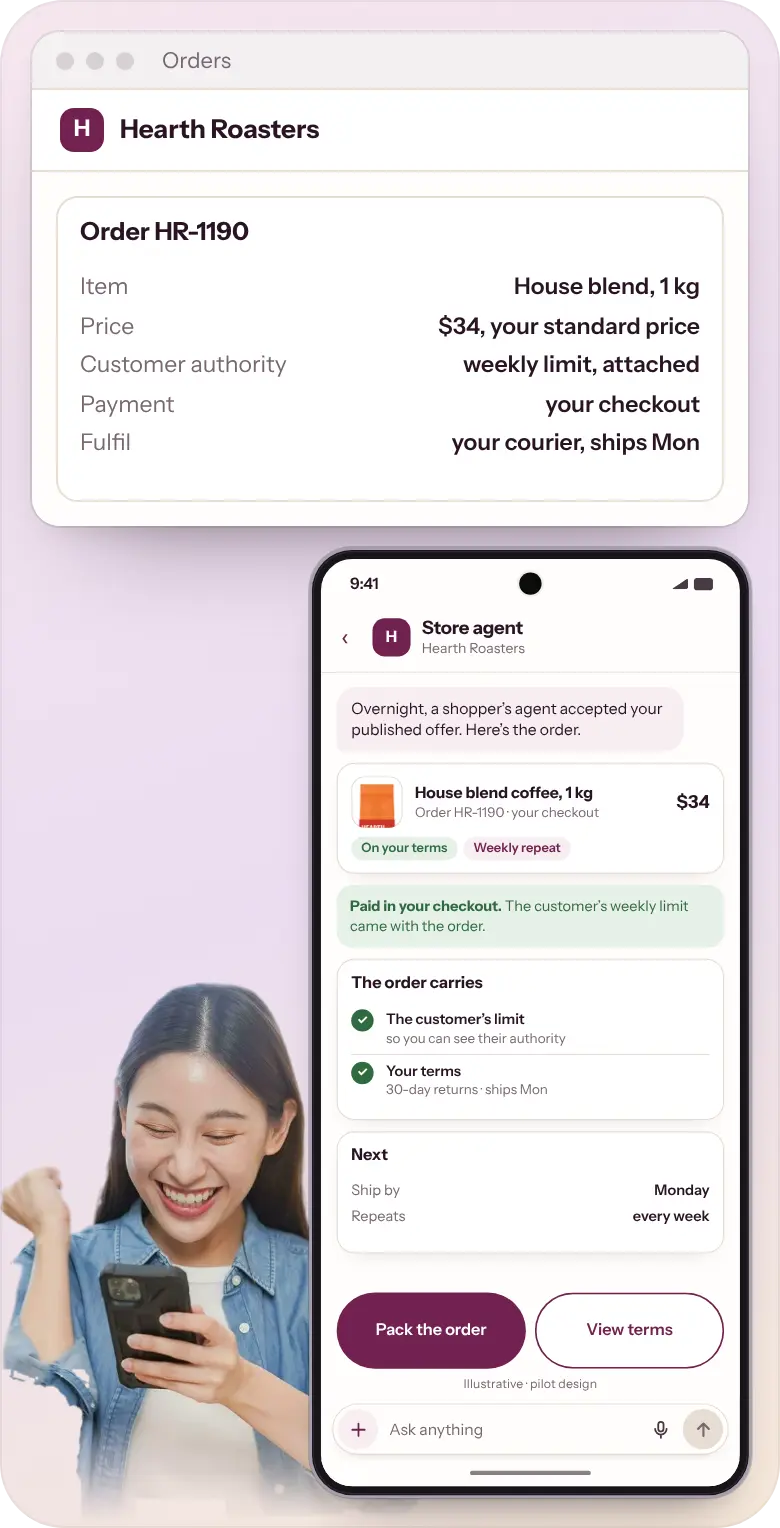 Orders
H
Hearth Roasters
Order HR-1190
Item House blend, 1 kg
Price $34, your standard price
Customer authority weekly limit, attached
Payment your checkout
Fulfil your courier, ships Mon
9:41
‹
H
Store agent
Hearth Roasters
Overnight, a shopper’s agent accepted your
published offer. Here’s the order.
House blend coffee, 1 kg
Order HR-1190 · your checkout
$34
HEARTH
On your terms
Weekly repeat
Paid in your checkout. The customer’s weekly limit
came with the order.
The order carries
The customer’s limit
so you can see their authority
Your terms
30-day returns · ships Mon
Next
Ship by Monday
Repeats every week
Pack the order
View terms
Illustrative · pilot design
Ask anything